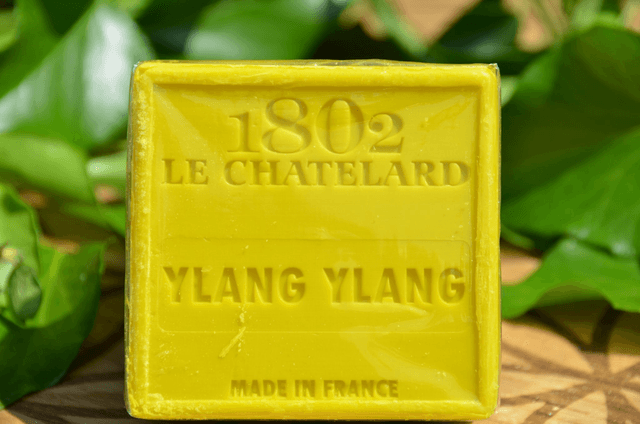 1802
LE CHATELARD
YLANG YLANG
MADE IN FRANCE